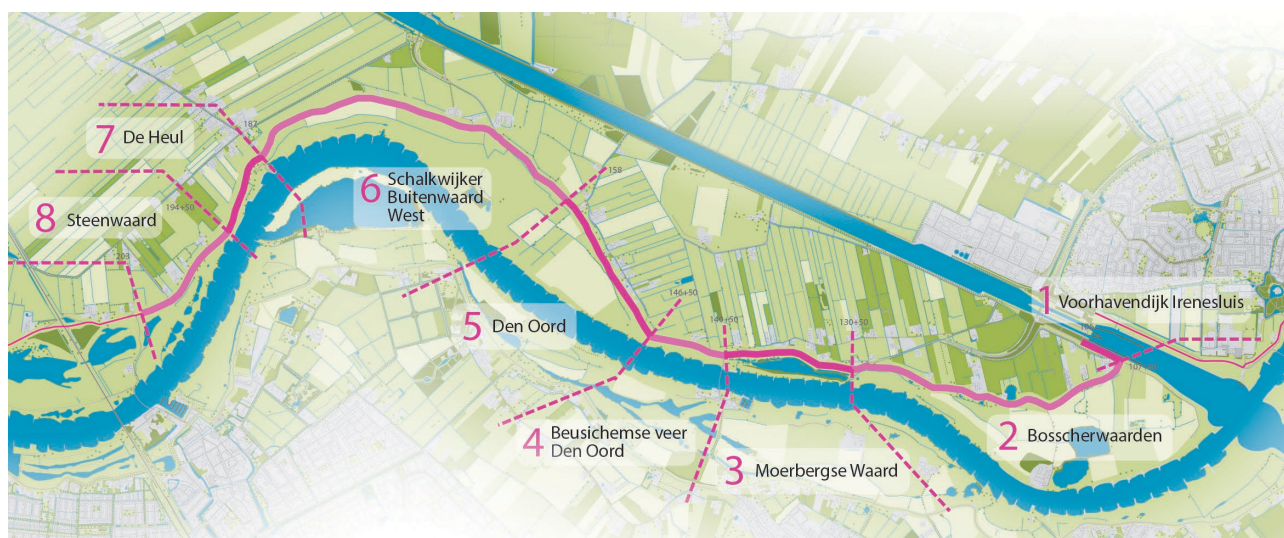 7 De Heul
187
8 Steenwaard
194+50
203
6 Schalkwijker
Buitenwaard
West
158
5 Den Oord
146+50
4 Beusichemse veer
Den Oord
140+50
3 Moerbergse Waard
130+50
2 Bosscherwaarden
1 Voorhavendijk Irenesluis